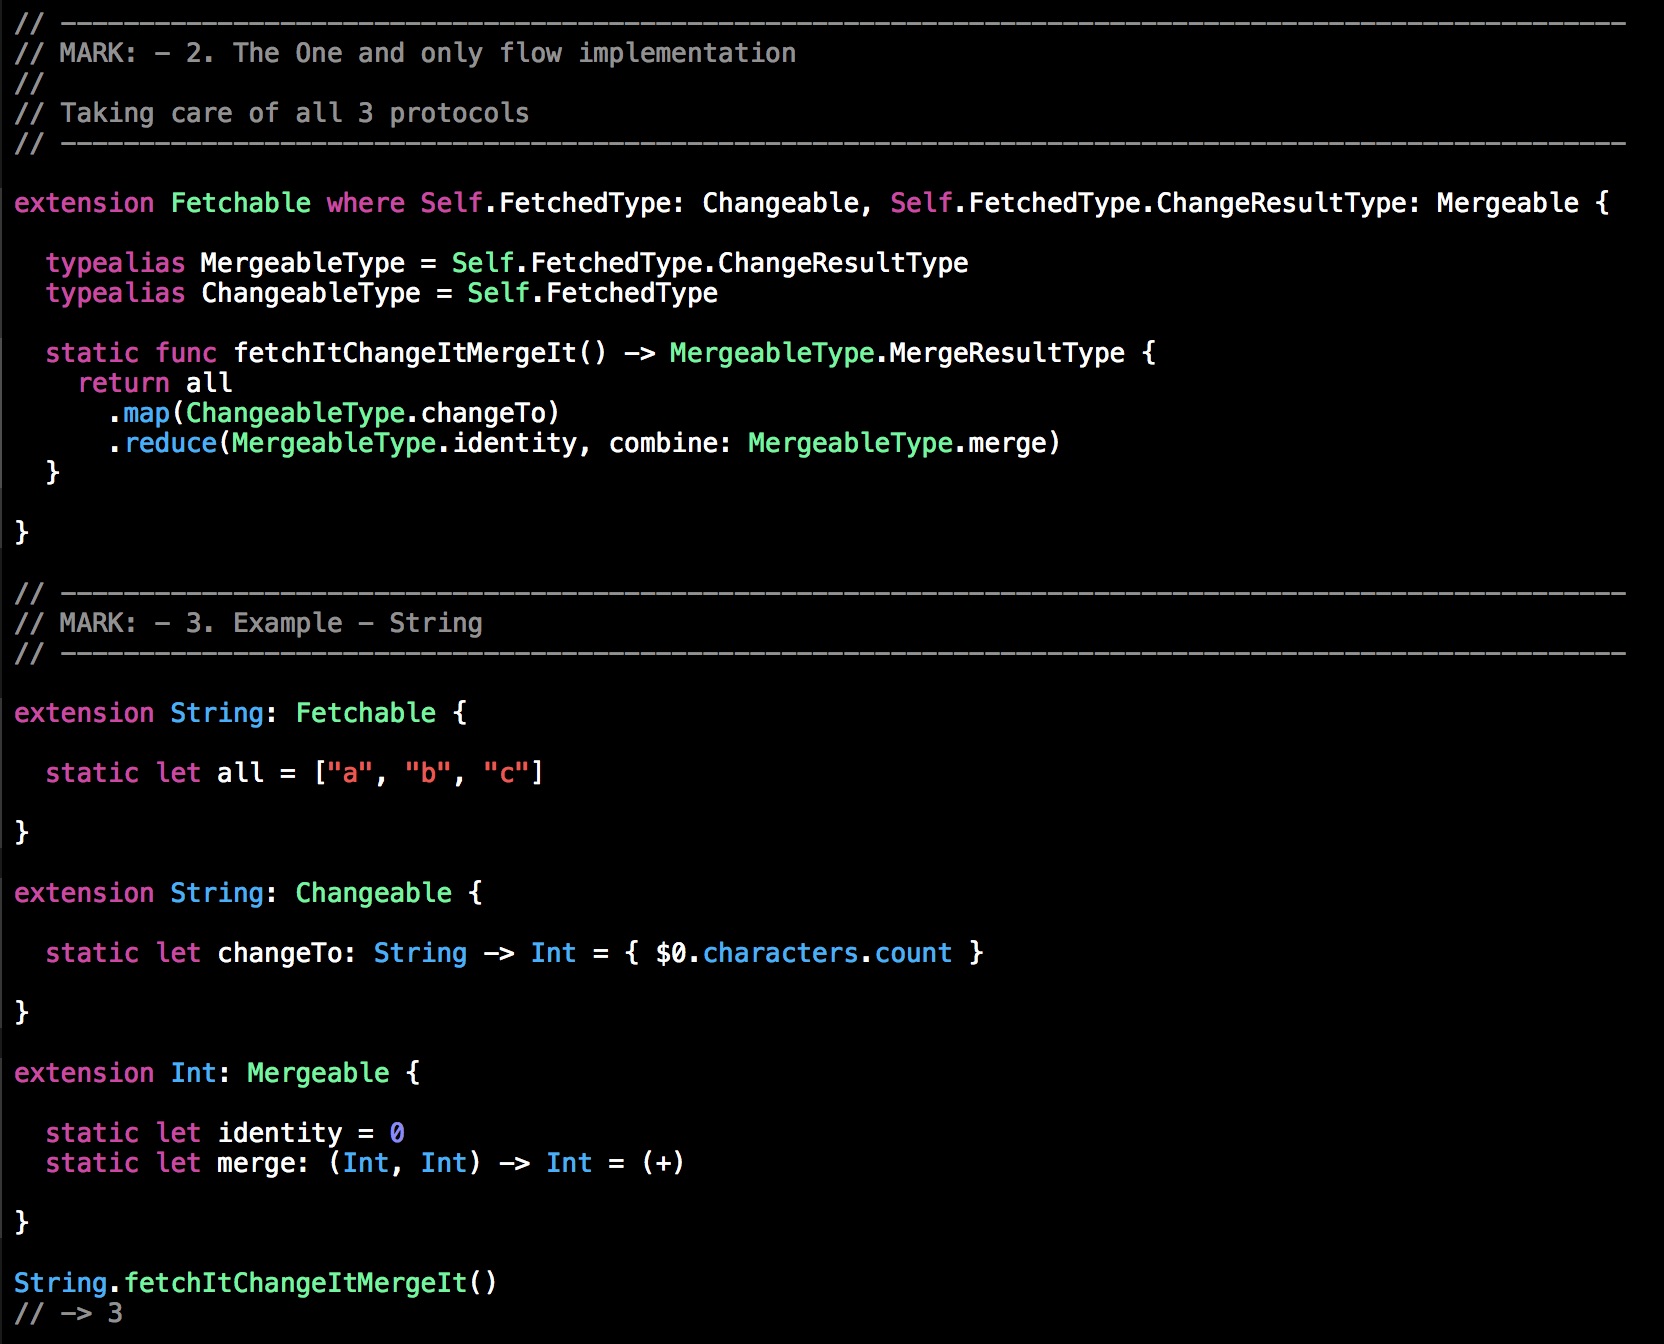 // ----------------------------------------------------------------------------------------------------
// MARK: - 2. The One and only flow implementation
//
// Taking care of all 3 protocols
// ----------------------------------------------------------------------------------------------------
extension Fetchable where Self.FetchedType: Changeable, Self.FetchedType.ChangeResultType: Mergeable {
  typealias MergeableType = Self.FetchedType.ChangeResultType
  typealias ChangeableType = Self.FetchedType
  static func fetchItChangeItMergeIt() -> MergeableType.MergeResultType {
    return all
      .map(ChangeableType.changeTo)
      .reduce(MergeableType.identity, combine: MergeableType.merge)
  }
}
// ----------------------------------------------------------------------------------------------------
// MARK: - 3. Example - String
// ----------------------------------------------------------------------------------------------------
extension String: Fetchable {
  static let all = ["a", "b", "c"]
}
extension String: Changeable {
  static let changeTo: String -> Int = { $0.characters.count }
}
extension Int: Mergeable {
  static let identity = 0
  static let merge: (Int, Int) -> Int = (+)
}
String.fetchItChangeItMergeIt()
// -> 3